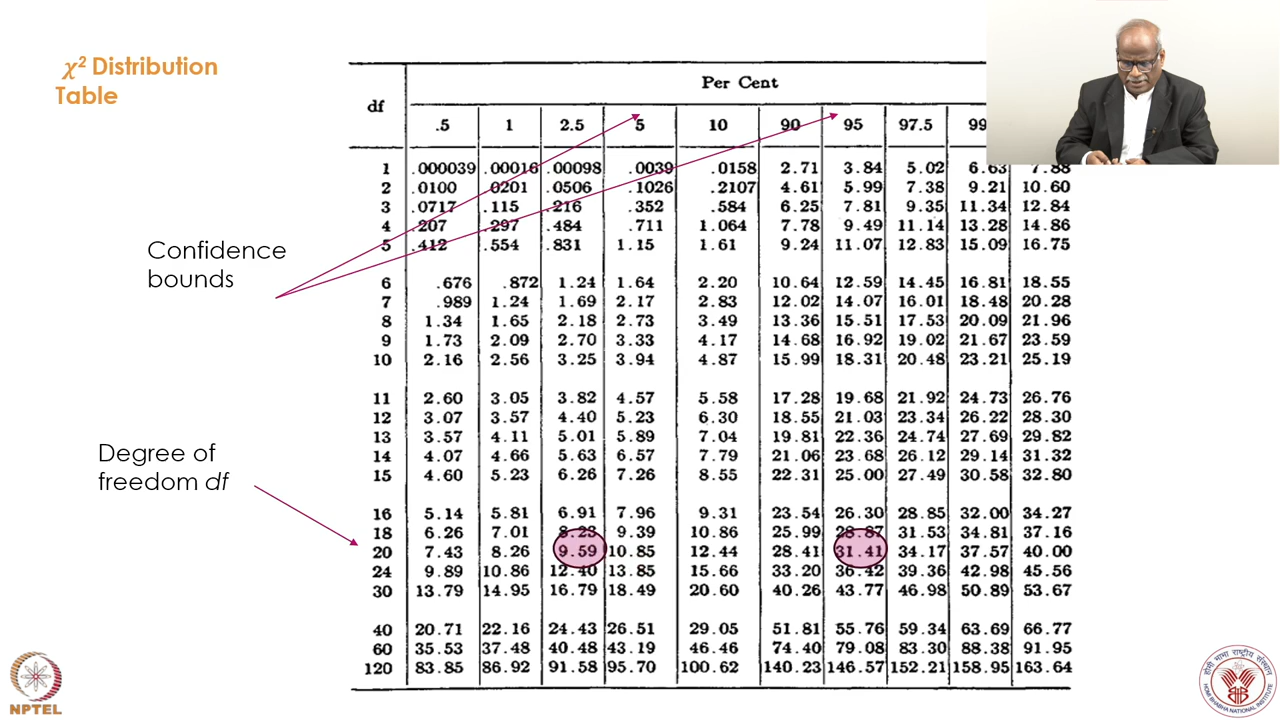 χ² Distribution
Table
Per Cent
df .5 1 2.5 5 10 90 95 97.5 99
1 .000039 .00016 .00098 .0039 .0158 2.71 3.84 5.02 6.63 7.88
2 .0100 .0201 .0506 .1026 .2107 4.61 5.99 7.38 9.21 10.60
3 .0717 .115 .216 .352 .584 6.25 7.81 9.35 11.34 12.84
4 .207 .297 .484 .711 1.064 7.78 9.49 11.14 13.28 14.86
5 .412 .554 .831 1.15 1.61 9.24 11.07 12.83 15.09 16.75
Confidence
bounds
6 .676 .872 1.24 1.64 2.20 10.64 12.59 14.45 16.81 18.55
7 .989 1.24 1.69 2.17 2.83 12.02 14.07 16.01 18.48 20.28
8 1.34 1.65 2.18 2.73 3.49 13.36 15.51 17.53 20.09 21.96
9 1.73 2.09 2.70 3.33 4.17 14.68 16.92 19.02 21.67 23.59
10 2.16 2.56 3.25 3.94 4.87 15.99 18.31 20.48 23.21 25.19
11 2.60 3.05 3.82 4.57 5.58 17.28 19.68 21.92 24.73 26.76
12 3.07 3.57 4.40 5.23 6.30 18.55 21.03 23.34 26.22 28.30
13 3.57 4.11 5.01 5.89 7.04 19.81 22.36 24.74 27.69 29.82
14 4.07 4.66 5.63 6.57 7.79 21.06 23.68 26.12 29.14 31.32
15 4.60 5.23 6.26 7.26 8.55 22.31 25.00 27.49 30.58 32.80
Degree of
freedom df
16 5.14 5.81 6.91 7.96 9.31 23.54 26.30 28.85 32.00 34.27
18 6.26 7.01 8.23 9.39 10.86 25.99 28.87 31.53 34.81 37.16
20 7.43 8.26 9.59 10.85 12.44 28.41 31.41 34.17 37.57 40.00
24 9.89 10.86 12.40 13.85 15.66 33.20 36.42 39.36 42.98 45.56
30 13.79 14.95 16.79 18.49 20.60 40.26 43.77 46.98 50.89 53.67
40 20.71 22.16 24.43 26.51 29.05 51.81 55.76 59.34 63.69 66.77
60 35.53 37.48 40.48 43.19 46.46 74.40 79.08 83.30 88.38 91.95
120 83.85 86.92 91.58 95.70 100.62 140.23 146.57 152.21 158.95 163.64
NPTEL
होमी भाभा राष्ट्रीय संस्थान
HOMI BHABHA NATIONAL INSTITUTE